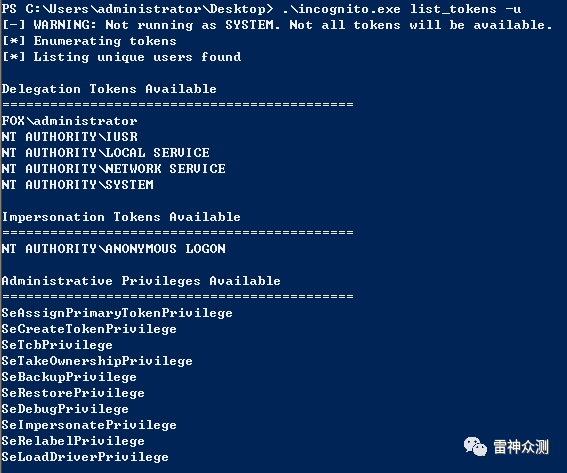 PS C:\Users\administrator\Desktop> .\incognito.exe list_tokens -u
[-] WARNING: Not running as SYSTEM. Not all tokens will be available.
[*] Enumerating tokens
[*] Listing unique users found
Delegation Tokens Available
============================================
FOX\administrator
NT AUTHORITY\IUSR
NT AUTHORITY\LOCAL SERVICE
NT AUTHORITY\NETWORK SERVICE
NT AUTHORITY\SYSTEM
Impersonation Tokens Available
============================================
NT AUTHORITY\ANONYMOUS LOGON
Administrative Privileges Available
============================================
SeAssignPrimaryTokenPrivilege
SeCreateTokenPrivilege
SeTcbPrivilege
SeTakeOwnershipPrivilege
SeBackupPrivilege
SeRestorePrivilege
SeDebugPrivilege
SeImpersonatePrivilege
SeRelabelPrivilege
SeLoadDriverPrivilege
雷神众测